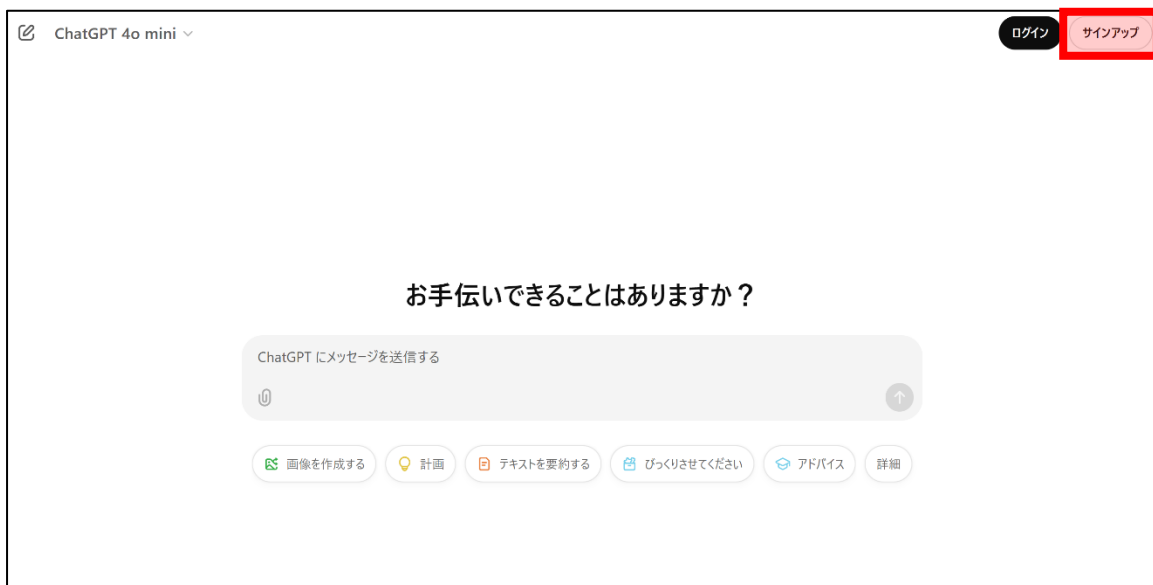 ChatGPT 4o mini
ログイン
サインアップ
お手伝いできることはありますか？
ChatGPT にメッセージを送信する
画像を作成する
計画
テキストを要約する
びっくりさせてください
アドバイス
詳細